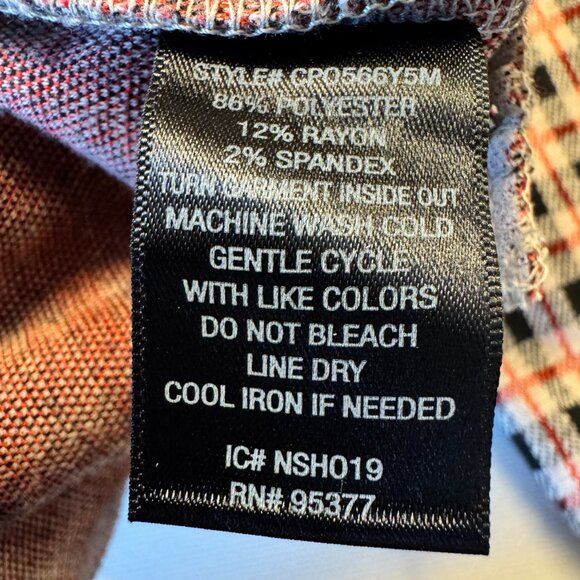 STYLE# CPO566Y5M
86% POLYESTER
12% RAYON
2% SPANDEX
TURN GARMENT INSIDE OUT
MACHINE WASH COLD
GENTLE CYCLE
WITH LIKE COLORS
DO NOT BLEACH
LINE DRY
COOL IRON IF NEEDED
IC# NSH019
RN# 95377